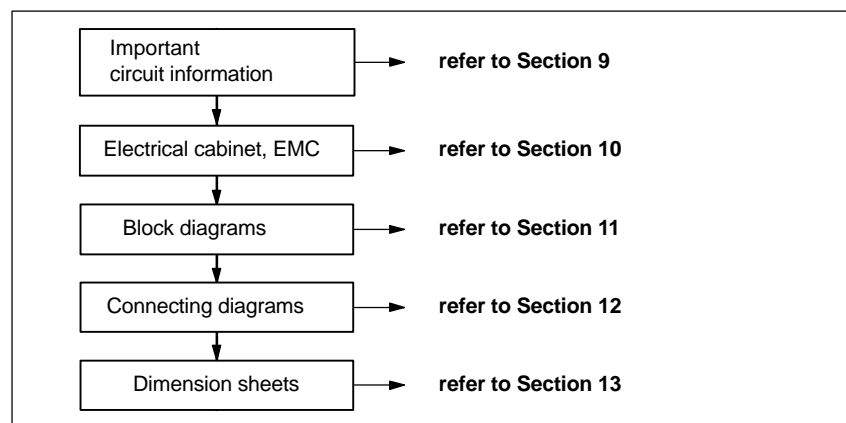 Important
circuit information
refer to Section 9
Electrical cabinet, EMC
refer to Section 10
Block diagrams
refer to Section 11
Connecting diagrams
refer to Section 12
Dimension sheets
refer to Section 13